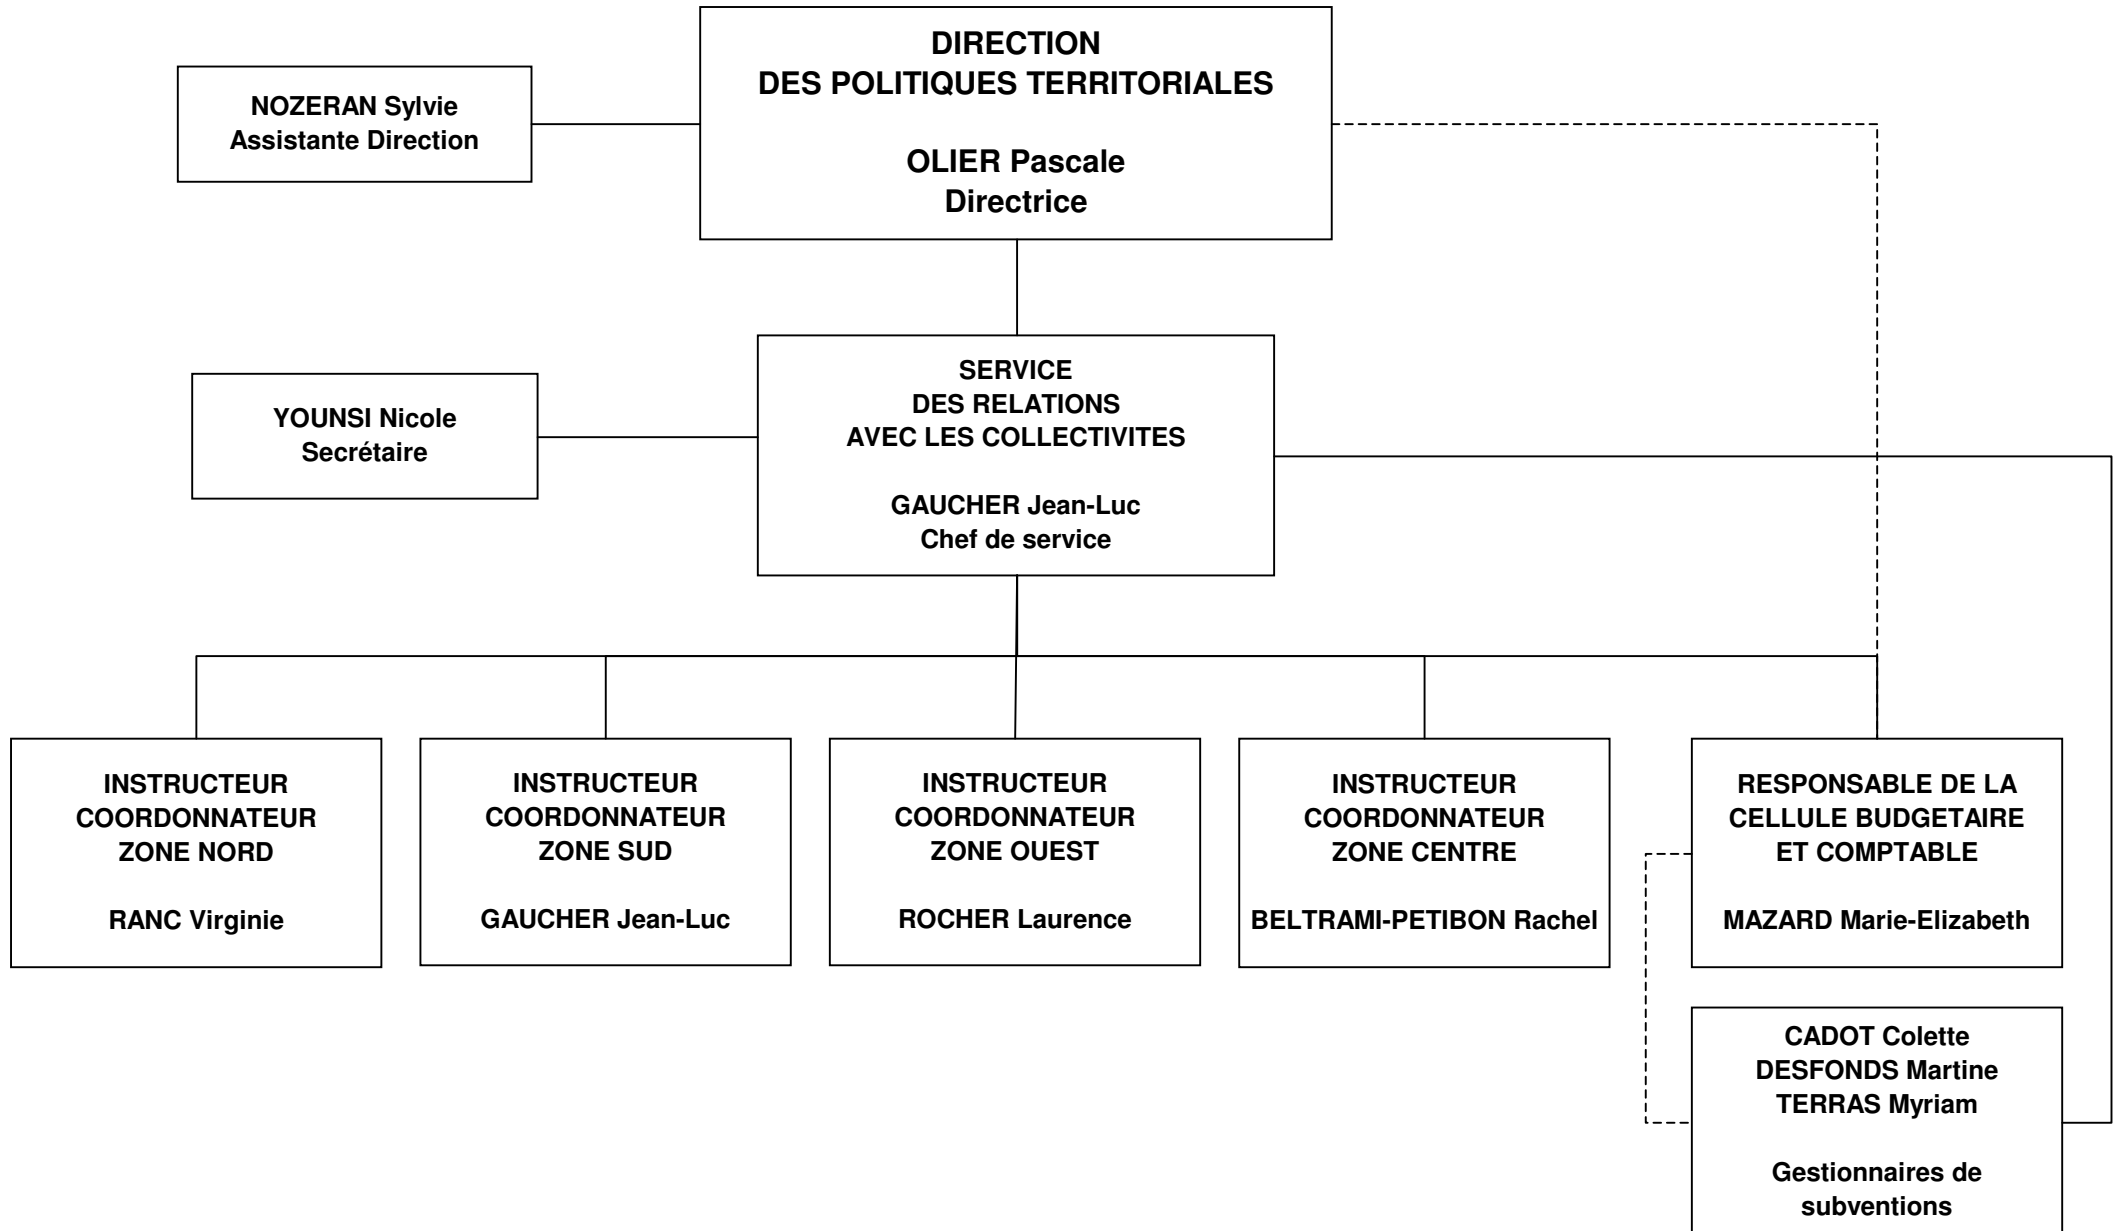 DIRECTION
DES POLITIQUES TERRITORIALES
OLIER Pascale
Directrice
NOZERAN Sylvie
Assistante Direction
SERVICE
DES RELATIONS
AVEC LES COLLECTIVITES
GAUCHER Jean-Luc
Chef de service
YOUNSI Nicole
Secrétaire
INSTRUCTEUR
COORDONNATEUR
ZONE NORD
RANC Virginie
INSTRUCTEUR
COORDONNATEUR
ZONE SUD
GAUCHER Jean-Luc
INSTRUCTEUR
COORDONNATEUR
ZONE OUEST
ROCHER Laurence
INSTRUCTEUR
COORDONNATEUR
ZONE CENTRE
BELTRAMI-PETIBON Rachel
RESPONSABLE DE LA
CELLULE BUDGETAIRE
ET COMPTABLE
MAZARD Marie-Elizabeth
CADOT Colette
DESFONDS Martine
TERRAS Myriam
Gestionnaires de
subventions